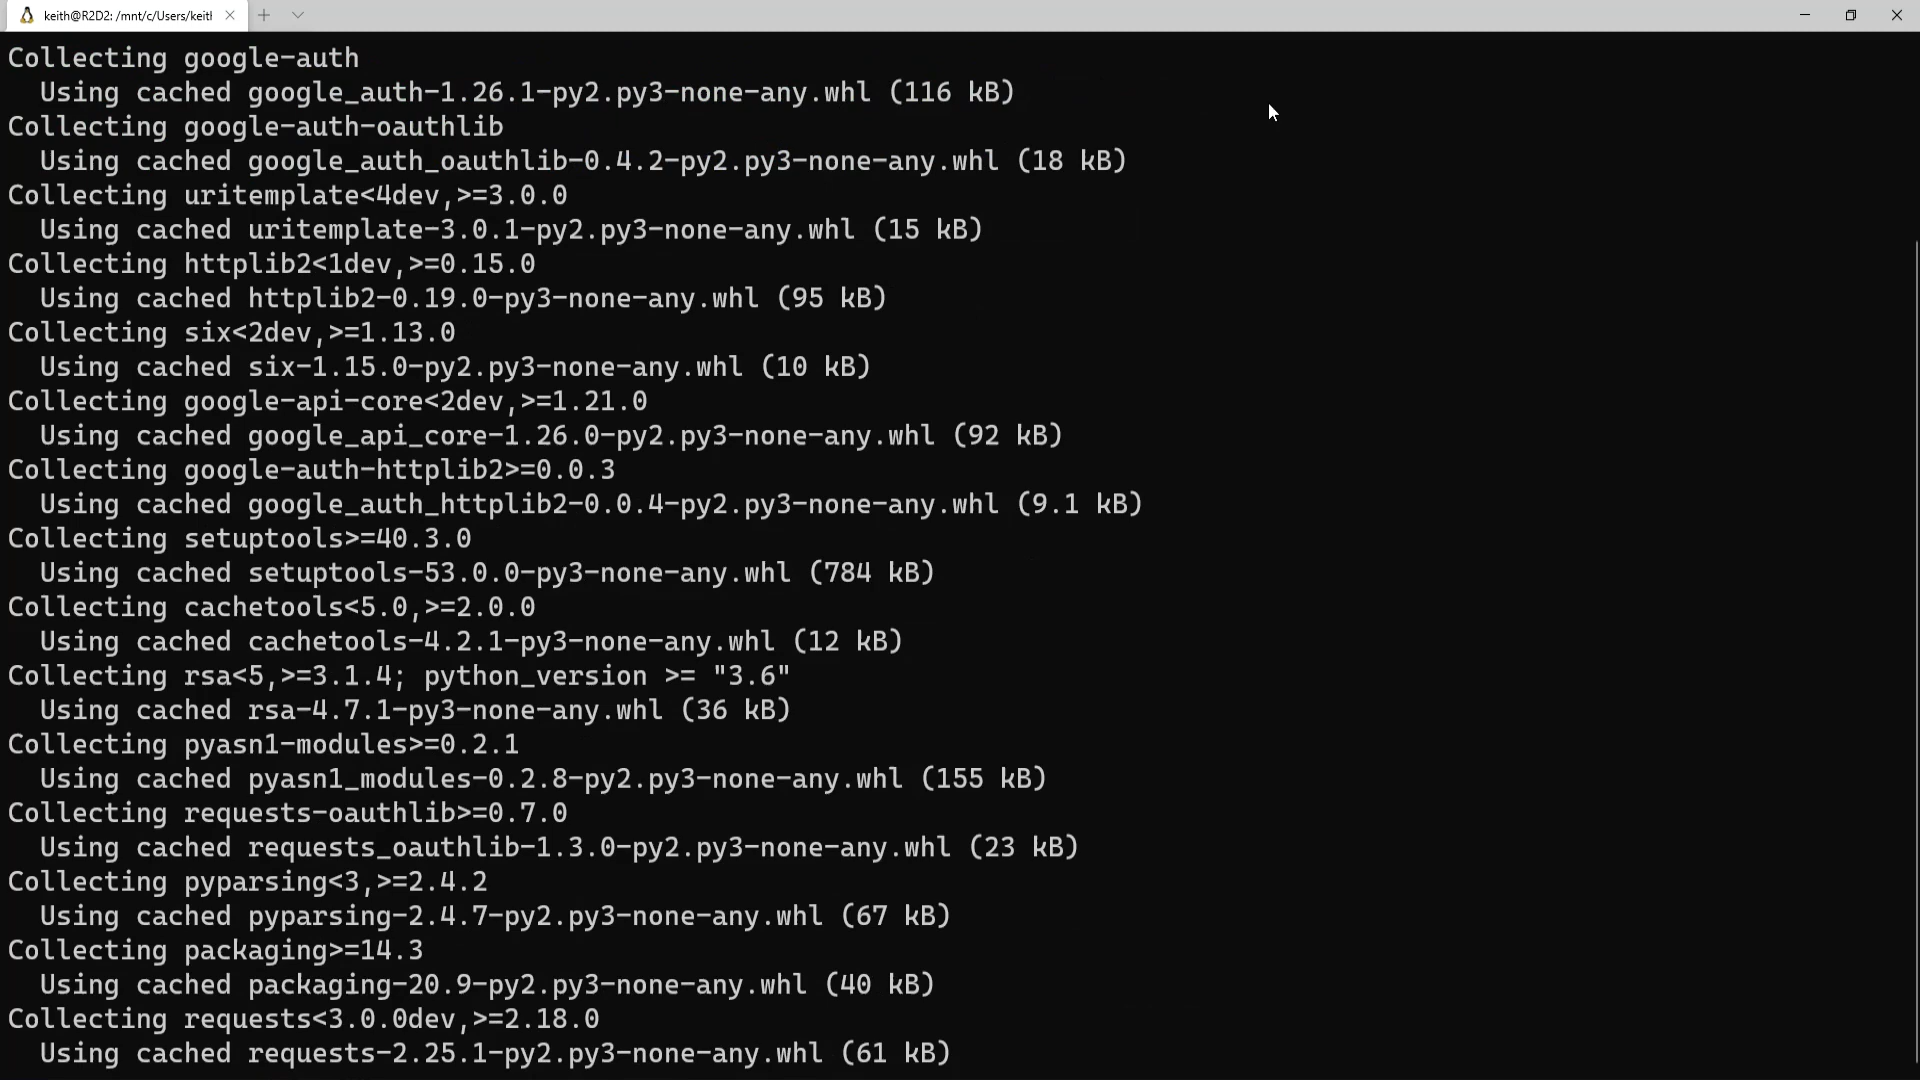 keith@R2D2: /mnt/c/Users/keitl
Collecting google-auth
Using cached google_auth-1.26.1-py2.py3-none-any.whl (116 kB)
Collecting google-auth-oauthlib
Using cached google_auth_oauthlib-0.4.2-py2.py3-none-any.whl (18 kB)
Collecting uritemplate<4dev,>=3.0.0
Using cached uritemplate-3.0.1-py2.py3-none-any.whl (15 kB)
Collecting httplib2<1dev,>=0.15.0
Using cached httplib2-0.19.0-py3-none-any.whl (95 kB)
Collecting six<2dev,>=1.13.0
Using cached six-1.15.0-py2.py3-none-any.whl (10 kB)
Collecting google-api-core<2dev,>=1.21.0
Using cached google_api_core-1.26.0-py2.py3-none-any.whl (92 kB)
Collecting google-auth-httplib2>=0.0.3
Using cached google_auth_httplib2-0.0.4-py2.py3-none-any.whl (9.1 kB)
Collecting setuptools>=40.3.0
Using cached setuptools-53.0.0-py3-none-any.whl (784 kB)
Collecting cachetools<5.0,>=2.0.0
Using cached cachetools-4.2.1-py3-none-any.whl (12 kB)
Collecting rsa<5,>=3.1.4; python_version >= "3.6"
Using cached rsa-4.7.1-py3-none-any.whl (36 kB)
Collecting pyasn1-modules>=0.2.1
Using cached pyasn1_modules-0.2.8-py2.py3-none-any.whl (155 kB)
Collecting requests-oauthlib>=0.7.0
Using cached requests_oauthlib-1.3.0-py2.py3-none-any.whl (23 kB)
Collecting pyparsing<3,>=2.4.2
Using cached pyparsing-2.4.7-py2.py3-none-any.whl (67 kB)
Collecting packaging>=14.3
Using cached packaging-20.9-py2.py3-none-any.whl (40 kB)
Collecting requests<3.0.0dev,>=2.18.0
Using cached requests-2.25.1-py2.py3-none-any.whl (61 kB)